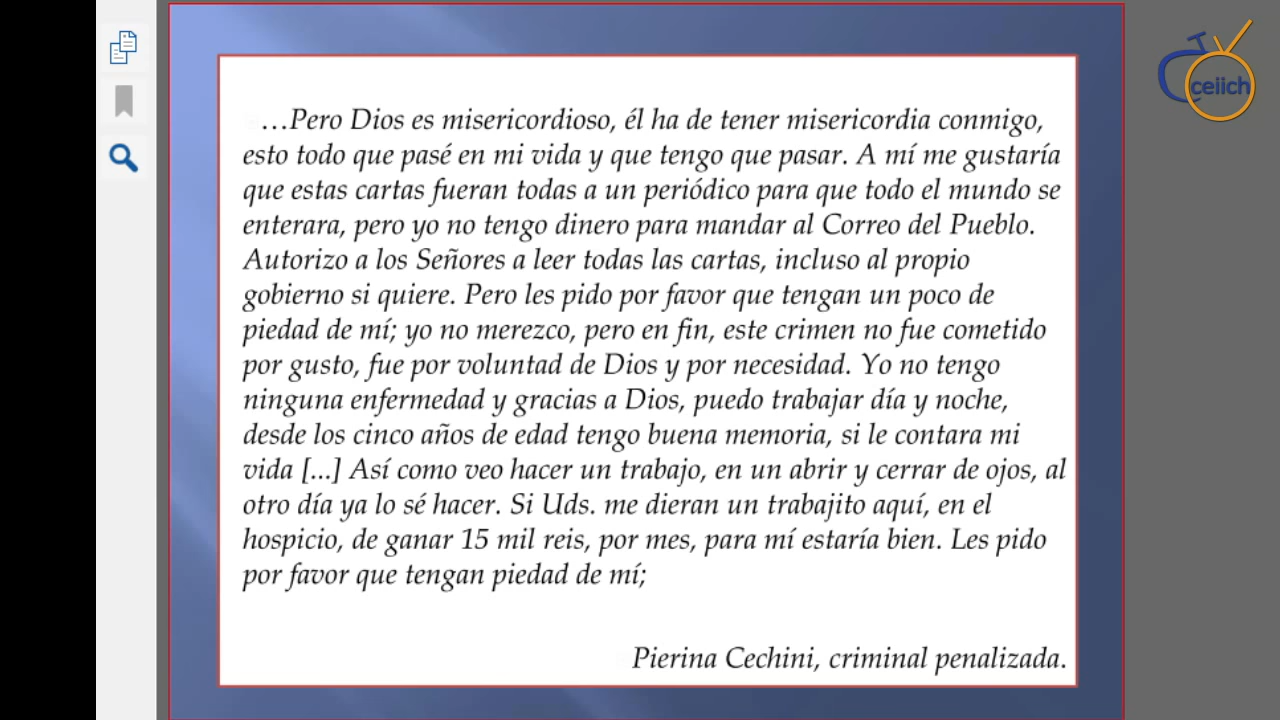 …Pero Dios es misericordioso, él ha de tener misericordia conmigo,
esto todo que pasé en mi vida y que tengo que pasar. A mí me gustaría
que estas cartas fueran todas a un periódico para que todo el mundo se
enterara, pero yo no tengo dinero para mandar al Correo del Pueblo.
Autorizo a los Señores a leer todas las cartas, incluso al propio
gobierno si quiere. Pero les pido por favor que tengan un poco de
piedad de mí; yo no merezco, pero en fin, este crimen no fue cometido
por gusto, fue por voluntad de Dios y por necesidad. Yo no tengo
ninguna enfermedad y gracias a Dios, puedo trabajar día y noche,
desde los cinco años de edad tengo buena memoria, si le contara mi
vida [...] Así como veo hacer un trabajo, en un abrir y cerrar de ojos, al
otro día ya lo sé hacer. Si Uds. me dieran un trabajito aquí, en el
hospicio, de ganar 15 mil reis, por mes, para mí estaría bien. Les pido
por favor que tengan piedad de mí;
Pierina Cechini, criminal penalizada.
TV
ceiich